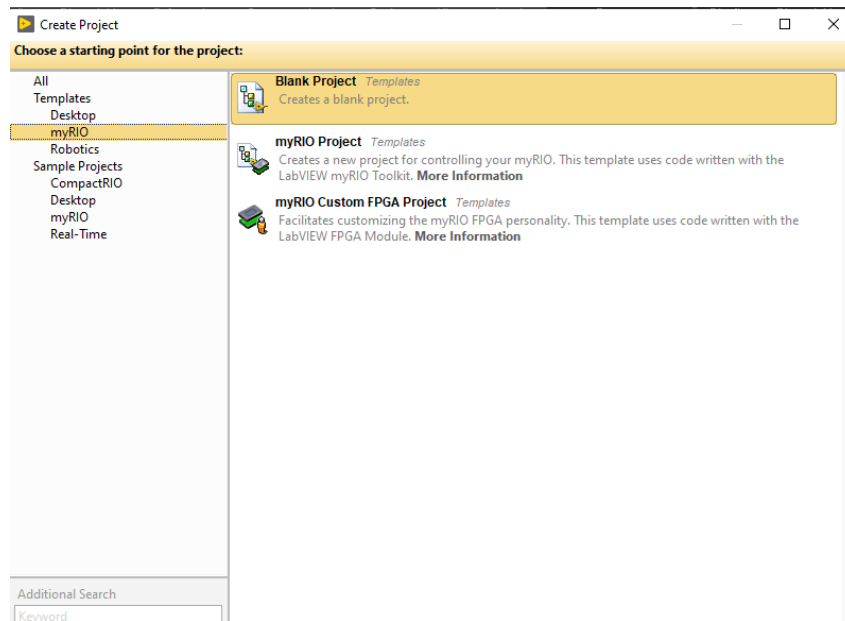 Create Project
Choose a starting point for the project:
All
Templates
Desktop
myRIO
Robotics
Sample Projects
CompactRIO
Desktop
myRIO
Real-Time
Blank Project Templates
Creates a blank project.
myRIO Project Templates
Creates a new project for controlling your myRIO. This template uses code written with the
LabVIEW myRIO Toolkit. More Information
myRIO Custom FPGA Project Templates
Facilitates customizing the myRIO FPGA personality. This template uses code written with the
LabVIEW FPGA Module. More Information
Additional Search
Keyword